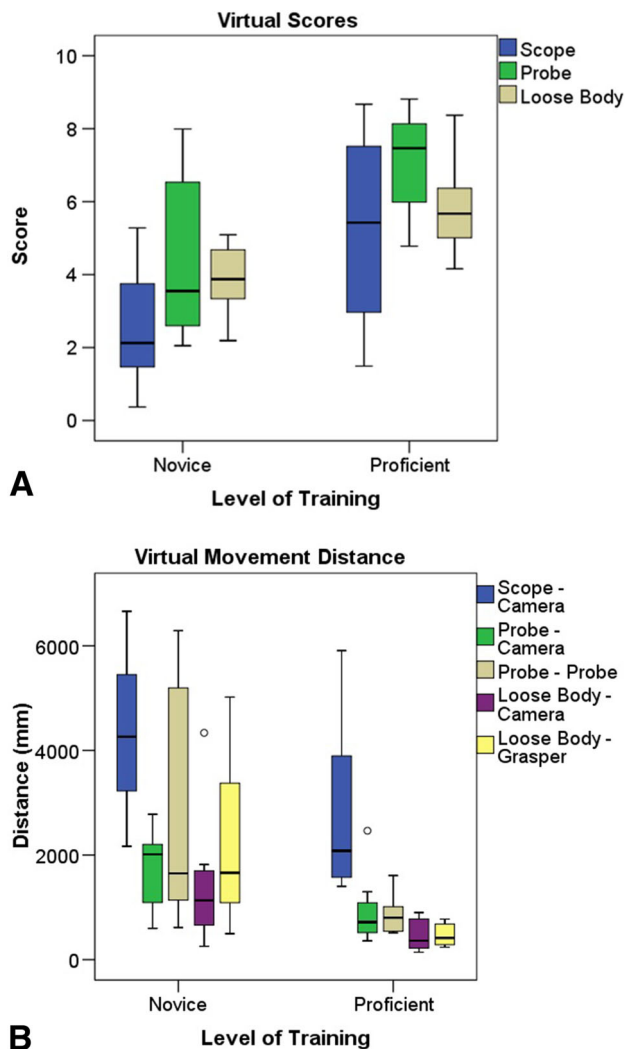 Virtual Scores
Scope
Probe
Loose Body
10
8
6
4
2
0
Score
Novice
Proficient
Level of Training
A
Virtual Movement Distance
Scope -
Camera
Probe -
Camera
Probe - Probe
Loose Body -
Camera
Loose Body -
Grasper
6000
4000
2000
0
Distance (mm)
Novice
Proficient
Level of Training
B